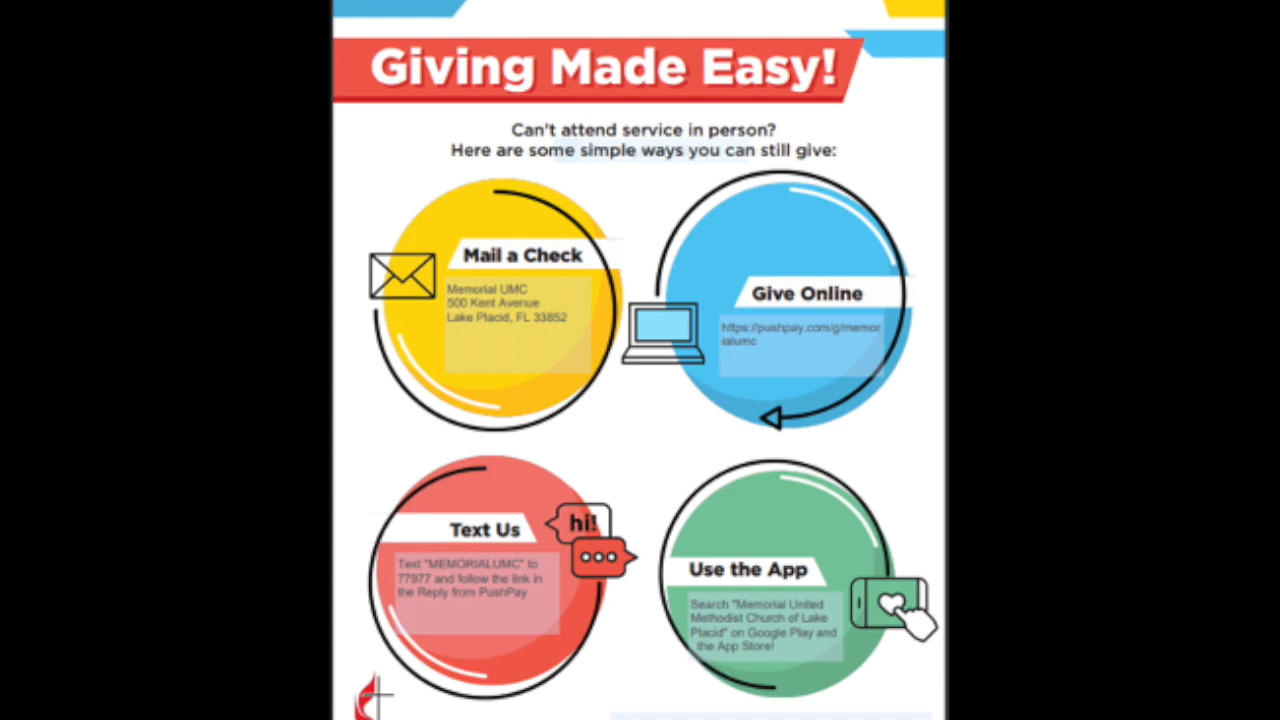 Giving Made Easy!
Can't attend service in person?
Here are some simple ways you can still give:
Mail a Check
Memorial UMC
500 Kent Avenue
Lake Placid, FL 33852
Give Online
https://pushpay.com/g/memor
ialumc
Text Us
hi!
Text "MEMORIALUMC" to
77977 and follow the link in
the Reply from PushPay
Use the App
Search "Memorial United
Methodist Church of Lake
Placid" on Google Play and
the App Store!